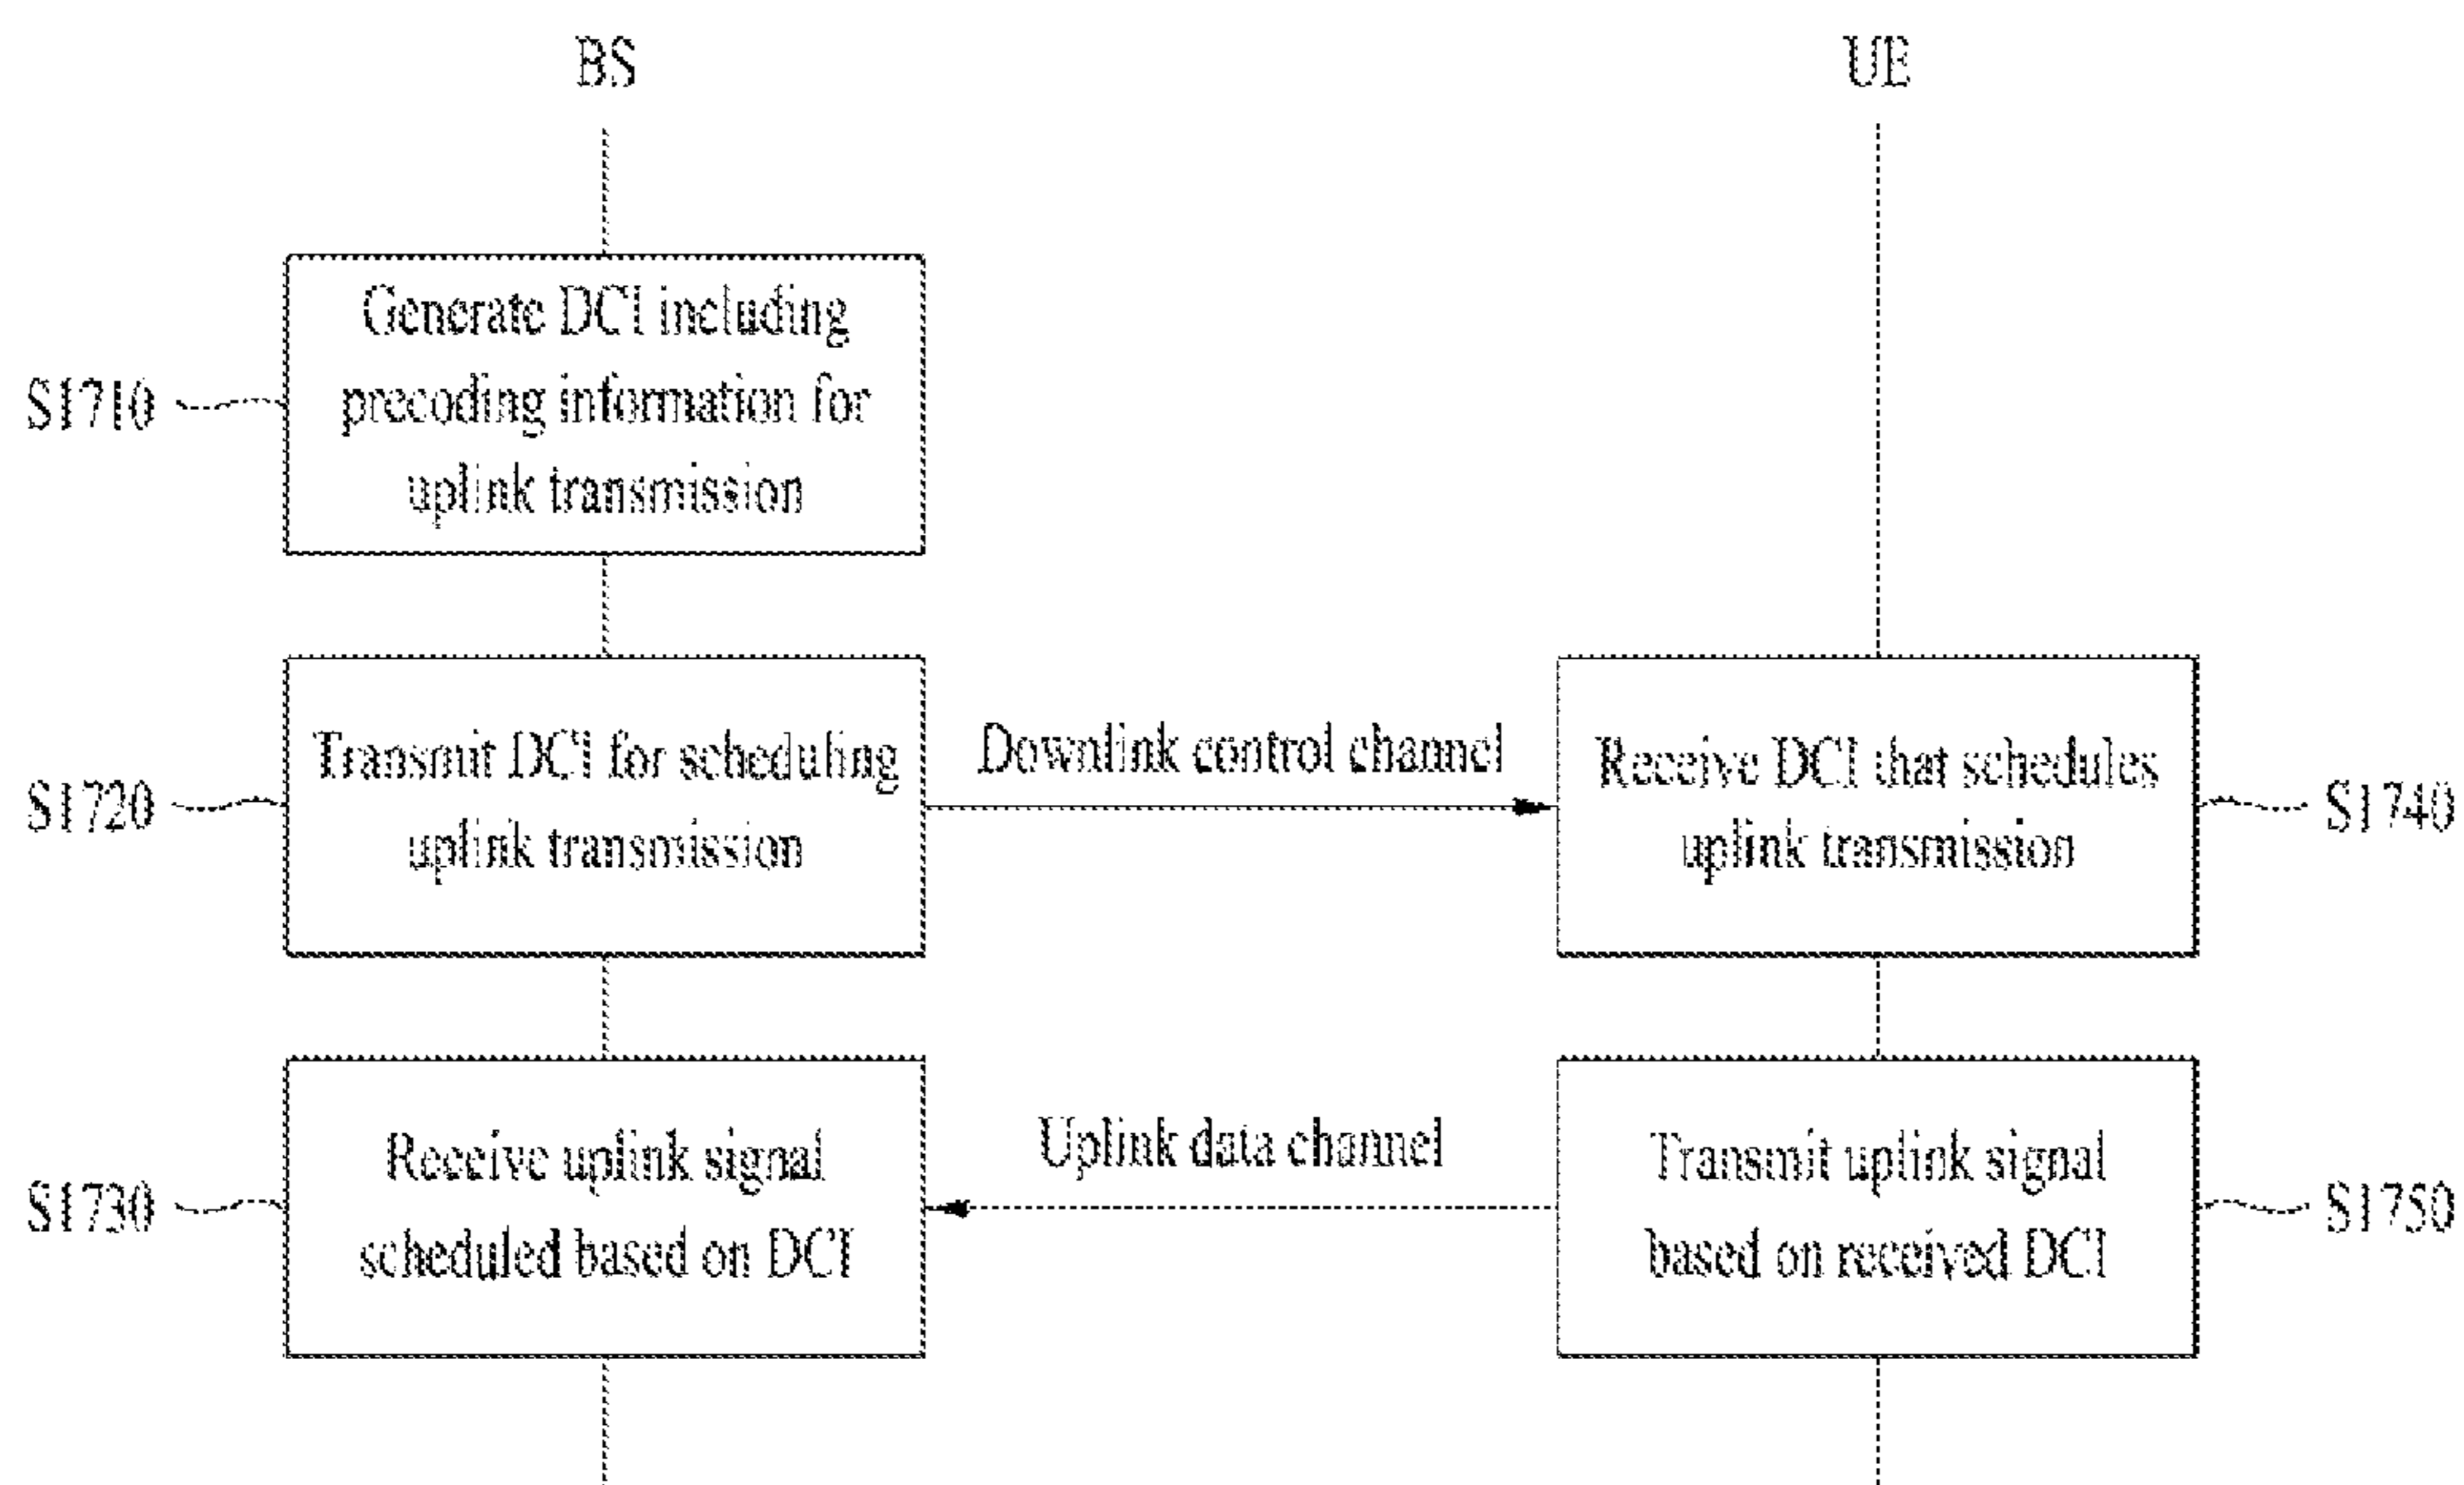 BS
UE
S1710
Generate DCI including
precoding information for
uplink transmission
S1720
Transmit DCI for scheduling
uplink transmission
Downlink control channel
Receive DCI that schedules
uplink transmission
S1740
S1730
Receive uplink signal
scheduled based on DCI
Uplink data channel
Transmit uplink signal
based on received DCI
S1750